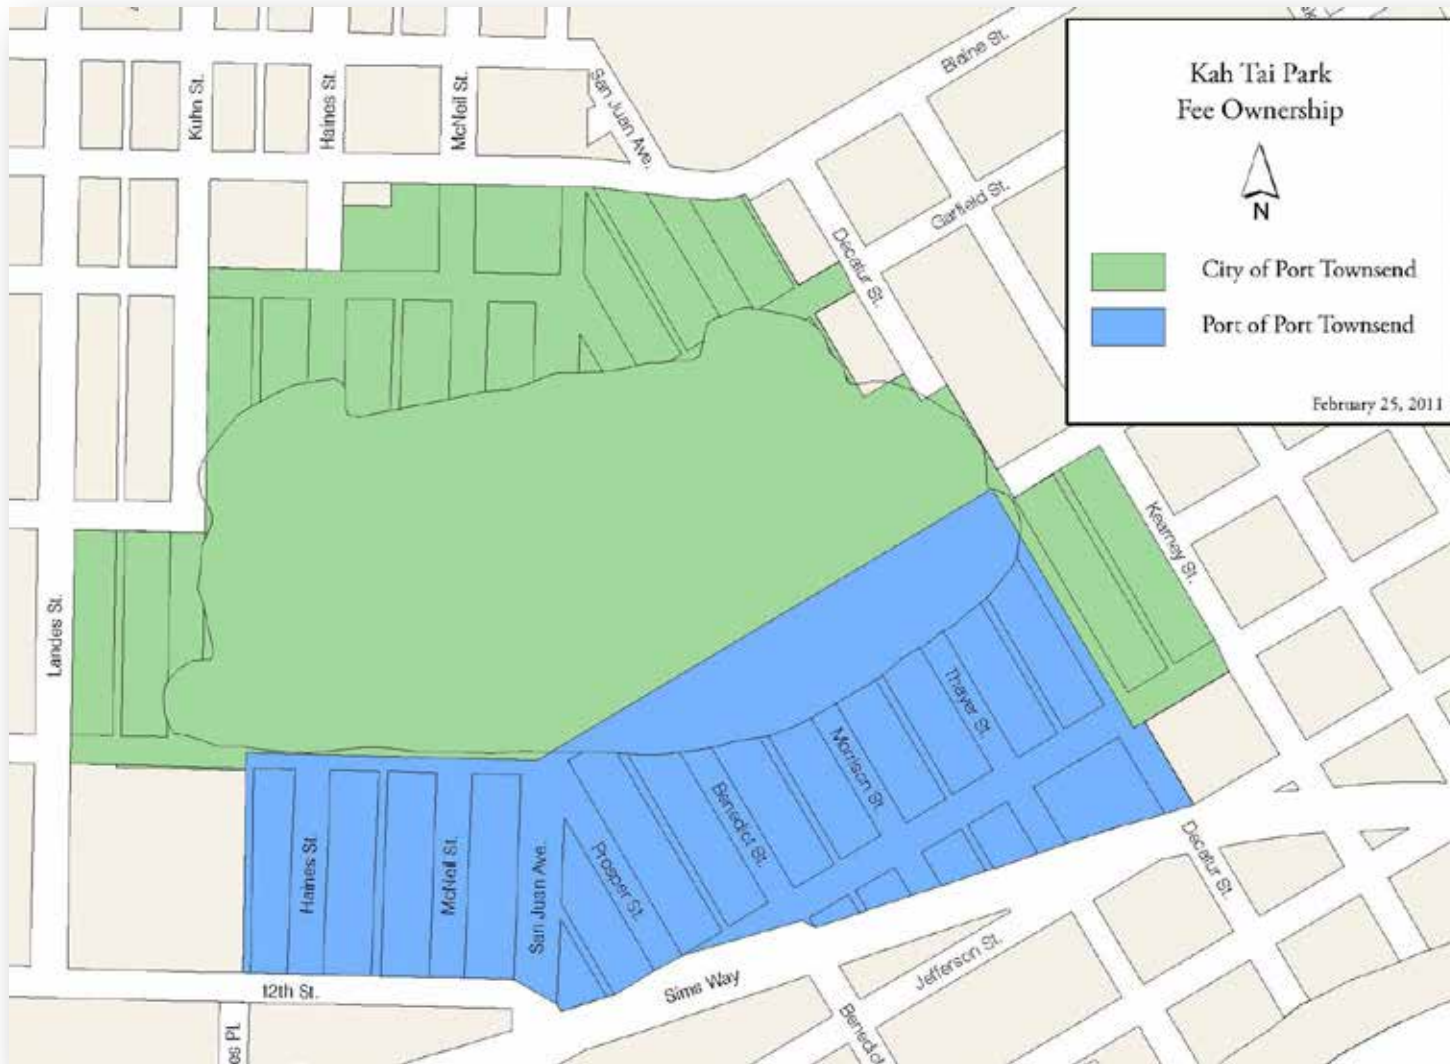 Kah Tai Park
Fee Ownership
N
City of Port Townsend
Port of Port Townsend
February 25, 2011
Blaine St.
San Juan Ave.
Kuhn St.
Haines St.
McNeil St.
Garfield St.
Decatur St.
Kearney St.
Landes St.
Thayer St.
Morrison St.
Benedict St.
Prosper St.
Haines St.
McNeil St.
San Juan Ave.
Decatur St.
12th St.
Sims Way
Jefferson St.
Benedict
es PL